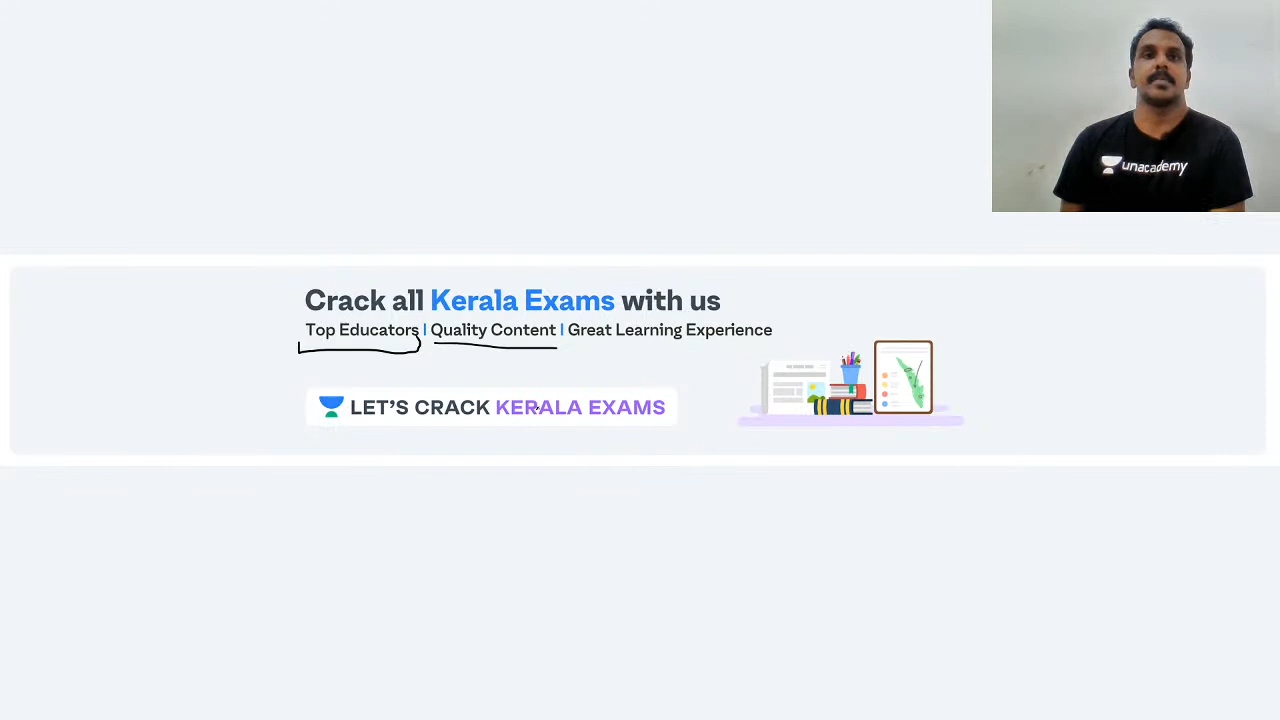 unacademy
Crack all Kerala Exams with us
Top Educators | Quality Content | Great Learning Experience
LET'S CRACK KERALA EXAMS